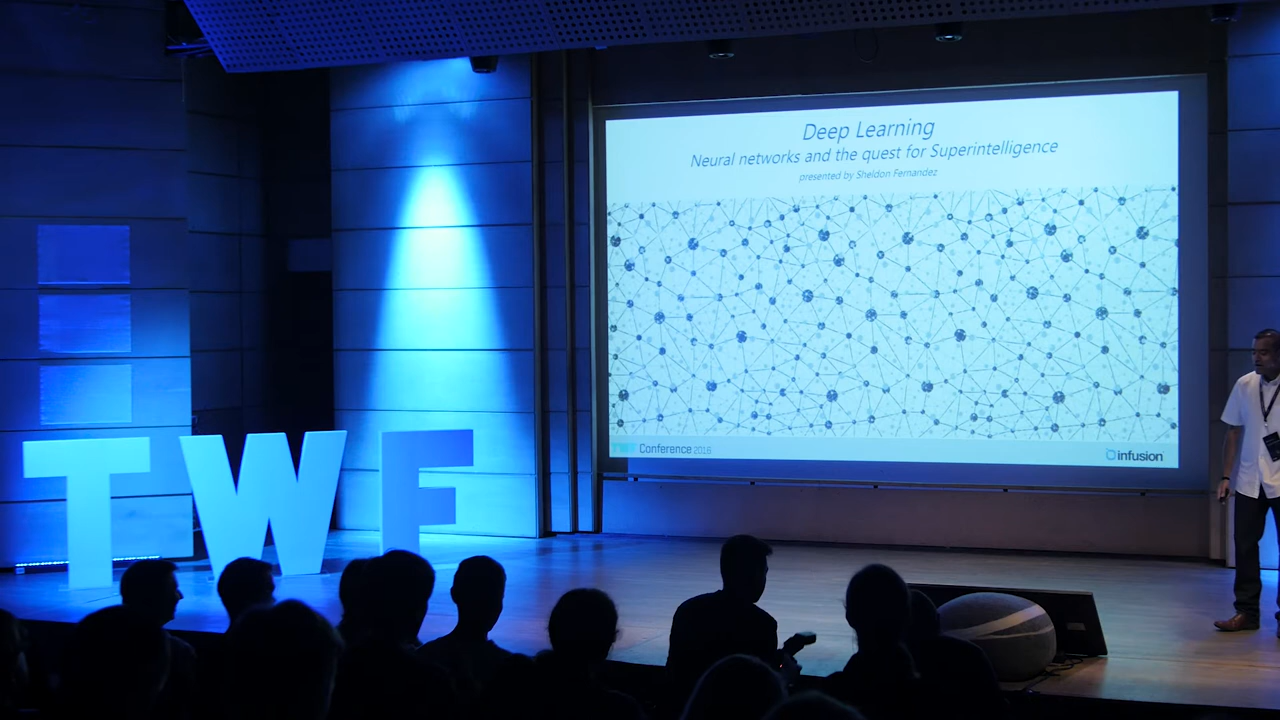 Deep Learning
Neural networks and the quest for Superintelligence
presented by Sheldon Fernandez
Conference 2016
infusion
TWF